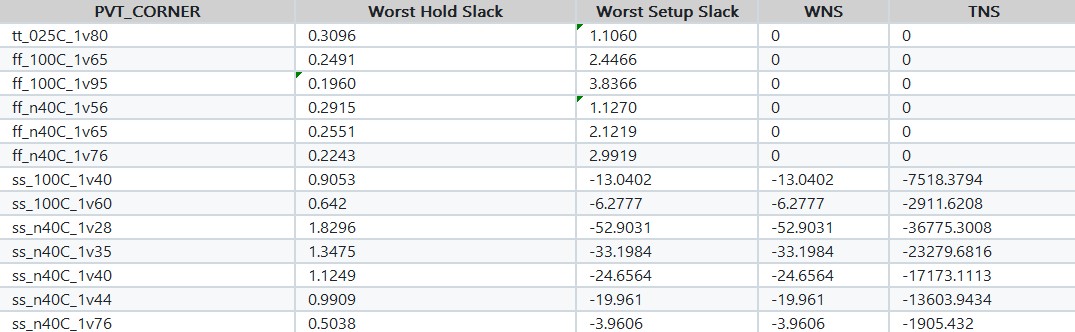 PVT_CORNER Worst Hold Slack Worst Setup Slack WNS TNS
tt_025C_1v80 0.3096 1.1060 0 0
ff_100C_1v65 0.2491 2.4466 0 0
ff_100C_1v95 0.1960 3.8366 0 0
ff_n40C_1v56 0.2915 1.1270 0 0
ff_n40C_1v65 0.2551 2.1219 0 0
ff_n40C_1v76 0.2243 2.9919 0 0
ss_100C_1v40 0.9053 -13.0402 -13.0402 -7518.3794
ss_100C_1v60 0.642 -6.2777 -6.2777 -2911.6208
ss_n40C_1v28 1.8296 -52.9031 -52.9031 -36775.3008
ss_n40C_1v35 1.3475 -33.1984 -33.1984 -23279.6816
ss_n40C_1v40 1.1249 -24.6564 -24.6564 -17173.1113
ss_n40C_1v44 0.9909 -19.961 -19.961 -13603.9434
ss_n40C_1v76 0.5038 -3.9606 -3.9606 -1905.432